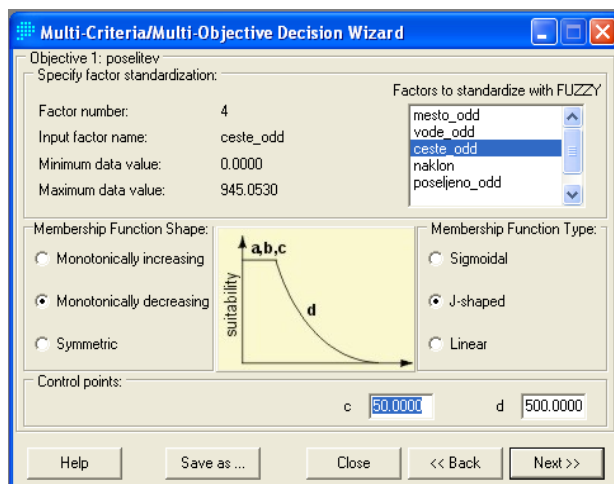 Multi-Criteria/Multi-Objective Decision Wizard
Objective 1: poselitev
Specify factor standardization:
Factors to standardize with FUZZY
Factor number: 4
Input factor name: ceste_odd
Minimum data value: 0.0000
Maximum data value: 945.0530
mesto_odd
vode_odd
ceste_odd
naklon
poseljeno_odd
Membership Function Shape:
Monotonically increasing
Monotonically decreasing
Symmetric
suitability
a,b,c
d
Membership Function Type:
Sigmoidal
J-shaped
Linear
Control points:
c 50.0000 d 500.0000
Help Save as ... Close << Back Next >>